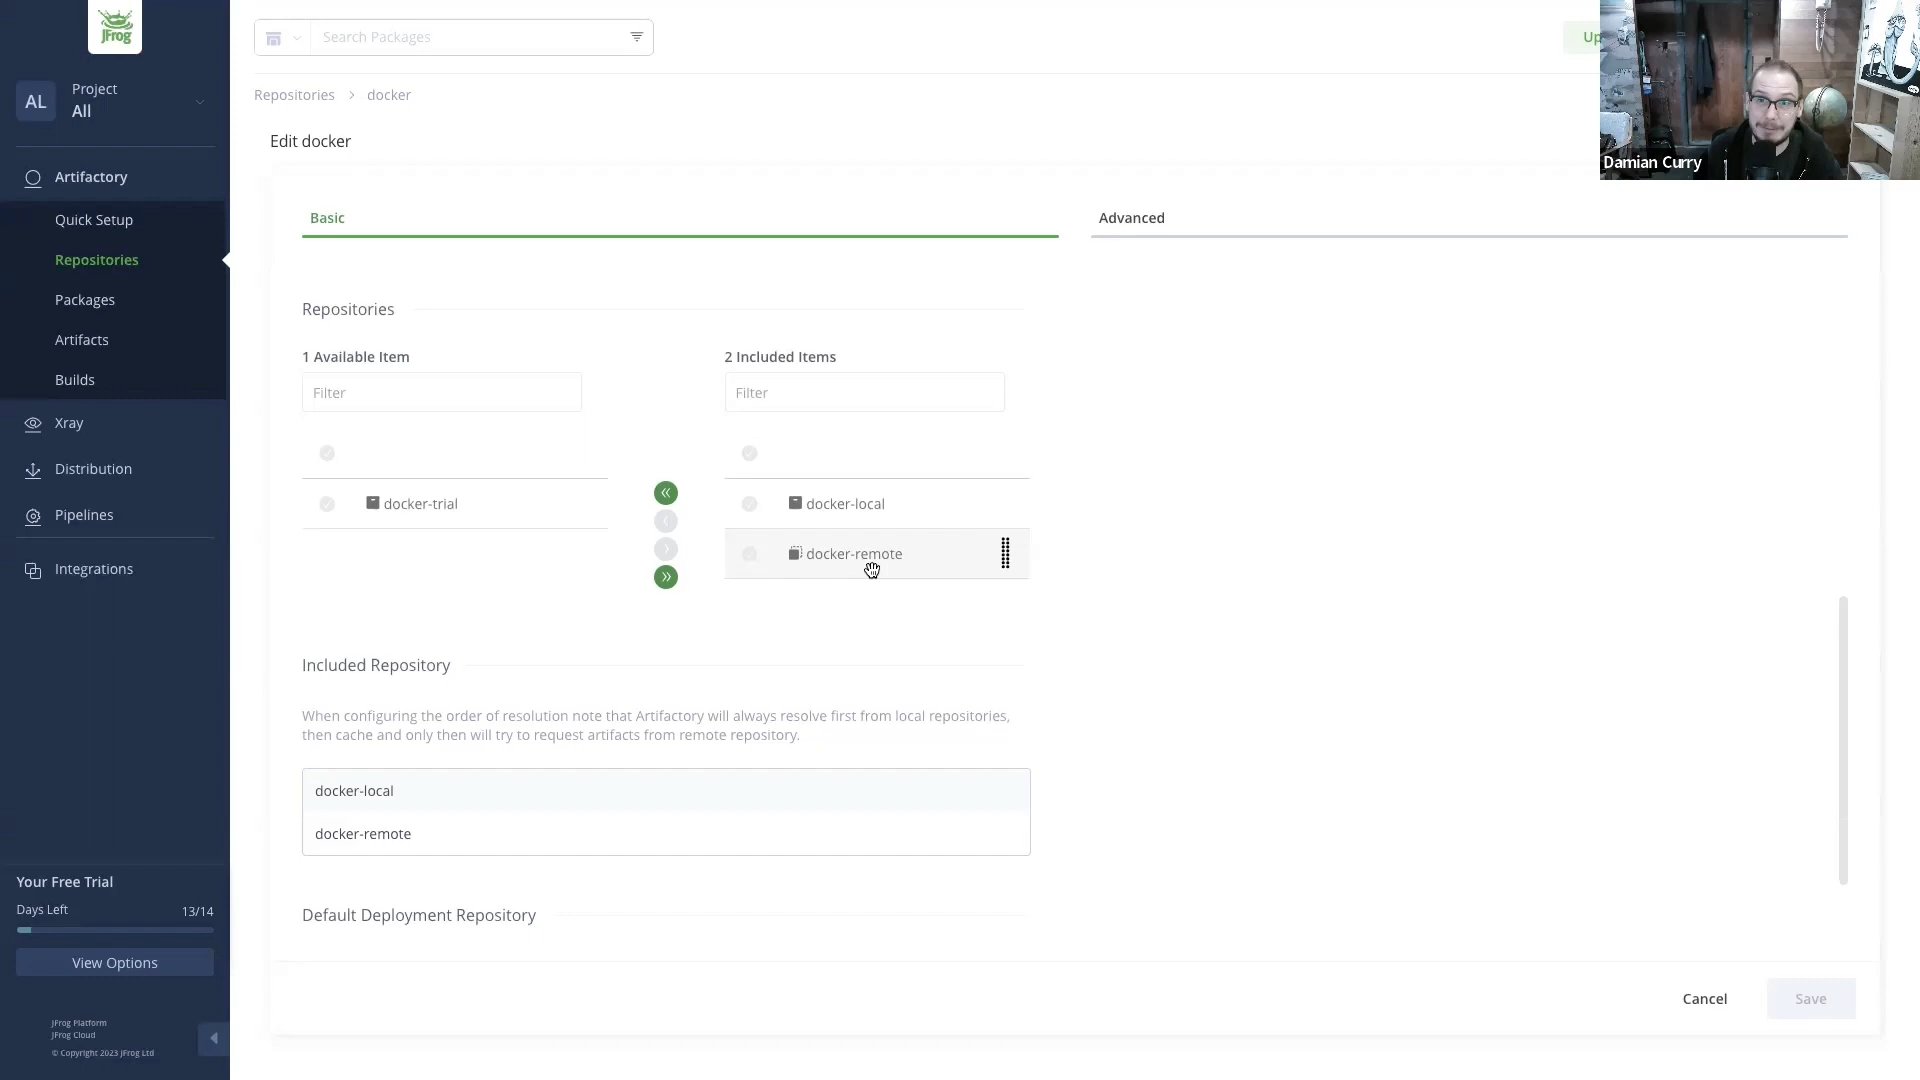 JFrog
AL
Project
All
Artifactory
Quick Setup
Repositories
Packages
Artifacts
Builds
Xray
Distribution
Pipelines
Integrations
Your Free Trial
Days Left
13/14
View Options
JFrog Platform
JFrog Cloud
© Copyright 2023 JFrog Ltd
Search Packages
Up
Damian Curry
Repositories > docker
Edit docker
Basic
Advanced
Repositories
1 Available Item
2 Included Items
Filter
Filter
docker-trial
docker-local
docker-remote
Included Repository
When configuring the order of resolution note that Artifactory will always resolve first from local repositories,
then cache and only then will try to request artifacts from remote repository.
docker-local
docker-remote
Default Deployment Repository
Cancel
Save